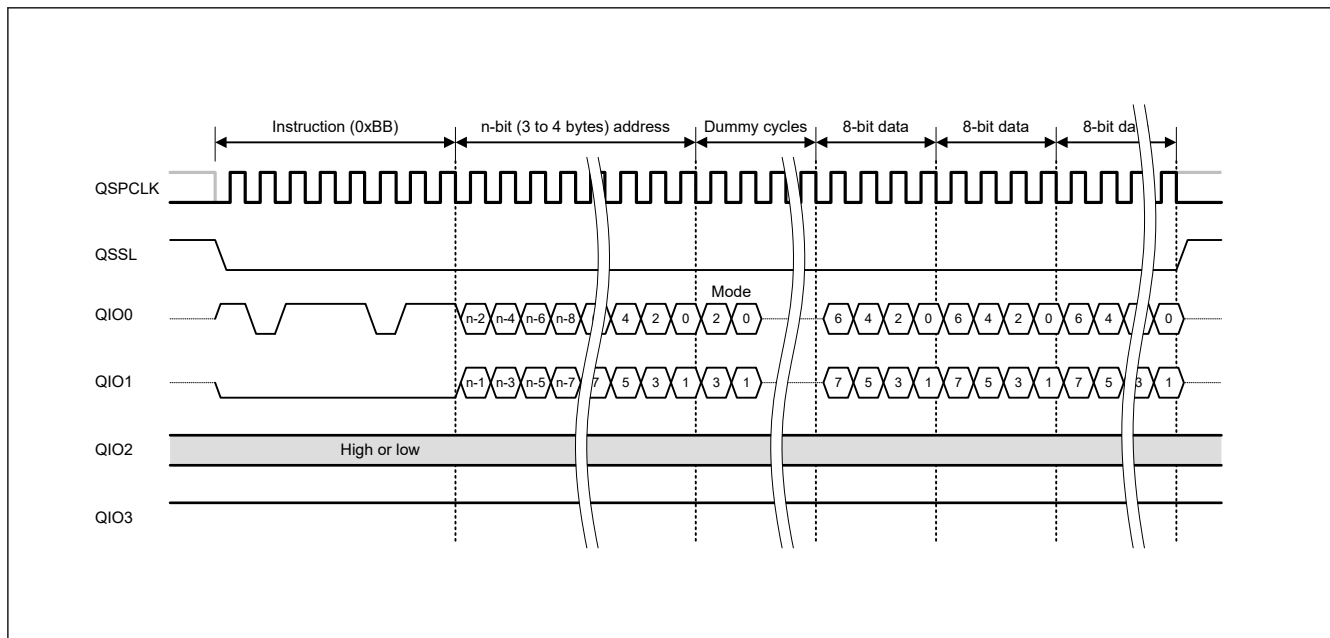 Instruction (0xBB) n-bit (3 to 4 bytes) address Dummy cycles 8-bit data 8-bit data 8-bit da
QSPCLK
QSSL
Mode
QIO0 n-2 n-4 n-6 n-8 4 2 0 2 0 6 4 2 0 6 4 2 0 6 4 0
QIO1 n-1 n-3 n-5 n-7 7 5 3 1 3 1 7 5 3 1 7 5 3 1 7 5 3 1
QIO2 High or low
QIO3